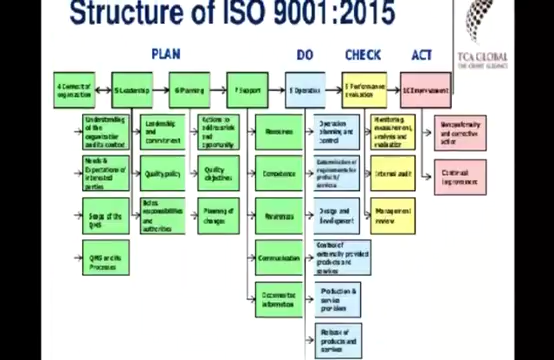 Structure of ISO 9001:2015
TCA GLOBAL
PLAN
DO
CHECK
ACT
4 Context of
organization
5 Leadership
6 Planning
7 Support
8 Operation
9 Performance
Evaluation
10 Improvement
Understanding
of the
organization
and its context
Leadership
and
commitment
Actions to
address risk
and
opportunity
Resources
Operation
planning and
control
Monitoring,
measurement,
analysis and
evaluation
Nonconformity
and corrective
action
Needs &
Expectations of
interested
parties
Quality policy
Quality
objectives
Competence
Determination of
requirements for
products/
services
Internal audit
Continual
improvement
Scope of the
QMS
Roles,
responsibilities
and
authorities
Planning of
changes
Awareness
Design and
development
Management
review
QMS and its
Processes
Communication
Control of
externally provided
products and
services
Documented
information
Production &
service
provision
Release of
products and
services